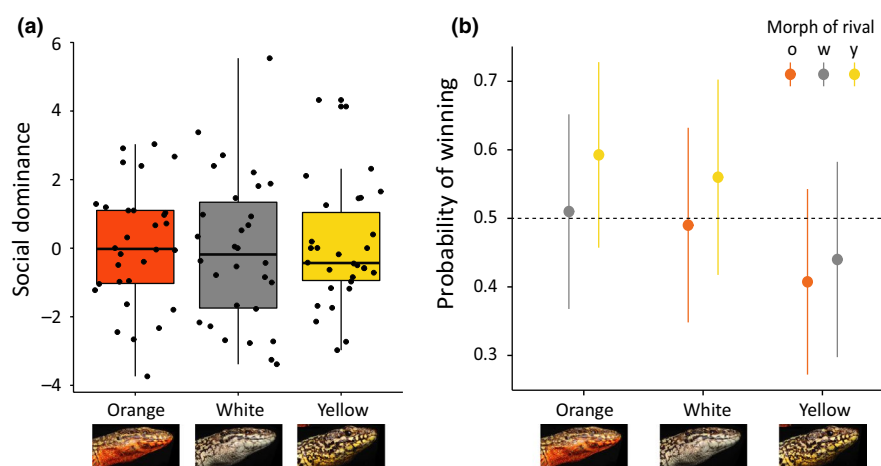 (a)
Social dominance
6
4
2
0
–2
–4
Orange White Yellow
(b)
Morph of rival
o w y
Probability of winning
0.7
0.6
0.5
0.4
0.3
Orange White Yellow